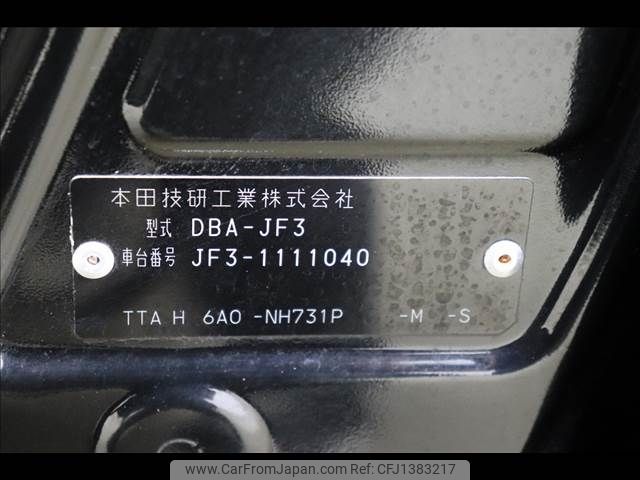 本田技研工業株式会社
型式 DBA-JF3
車台番号 JF3-1111040
TTA H 6A0 -NH731P -M -S
www.CarFromJapan.com Ref: CFJ1383217